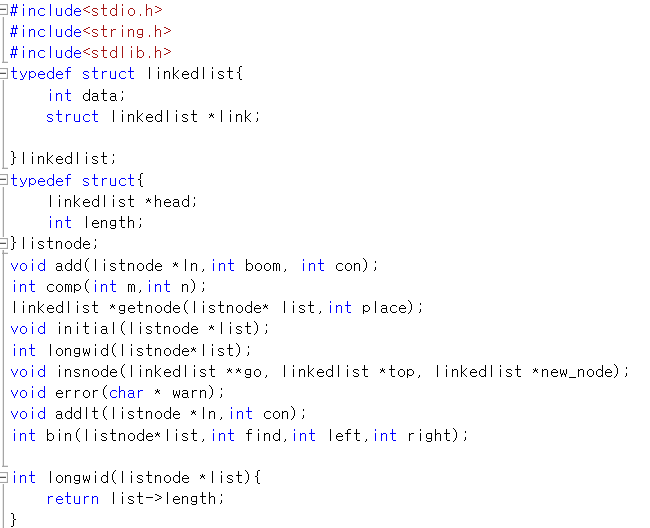 #include<stdio.h>
#include<string.h>
#include<stdlib.h>
typedef struct linkedlist{
    int data;
    struct linkedlist *link;

}linkedlist;
typedef struct{
    linkedlist *head;
    int length;
}listnode;
void add(listnode *ln,int boom, int con);
int comp(int m,int n);
linkedlist *getnode(listnode* list,int place);
void initial(listnode *list);
int longwid(listnode*list);
void insnode(linkedlist **go, linkedlist *top, linkedlist *new_node);
void error(char * warn);
void addlt(listnode *ln,int con);
int bin(listnode*list,int find,int left,int right);

int longwid(listnode *list){
    return list->length;
}